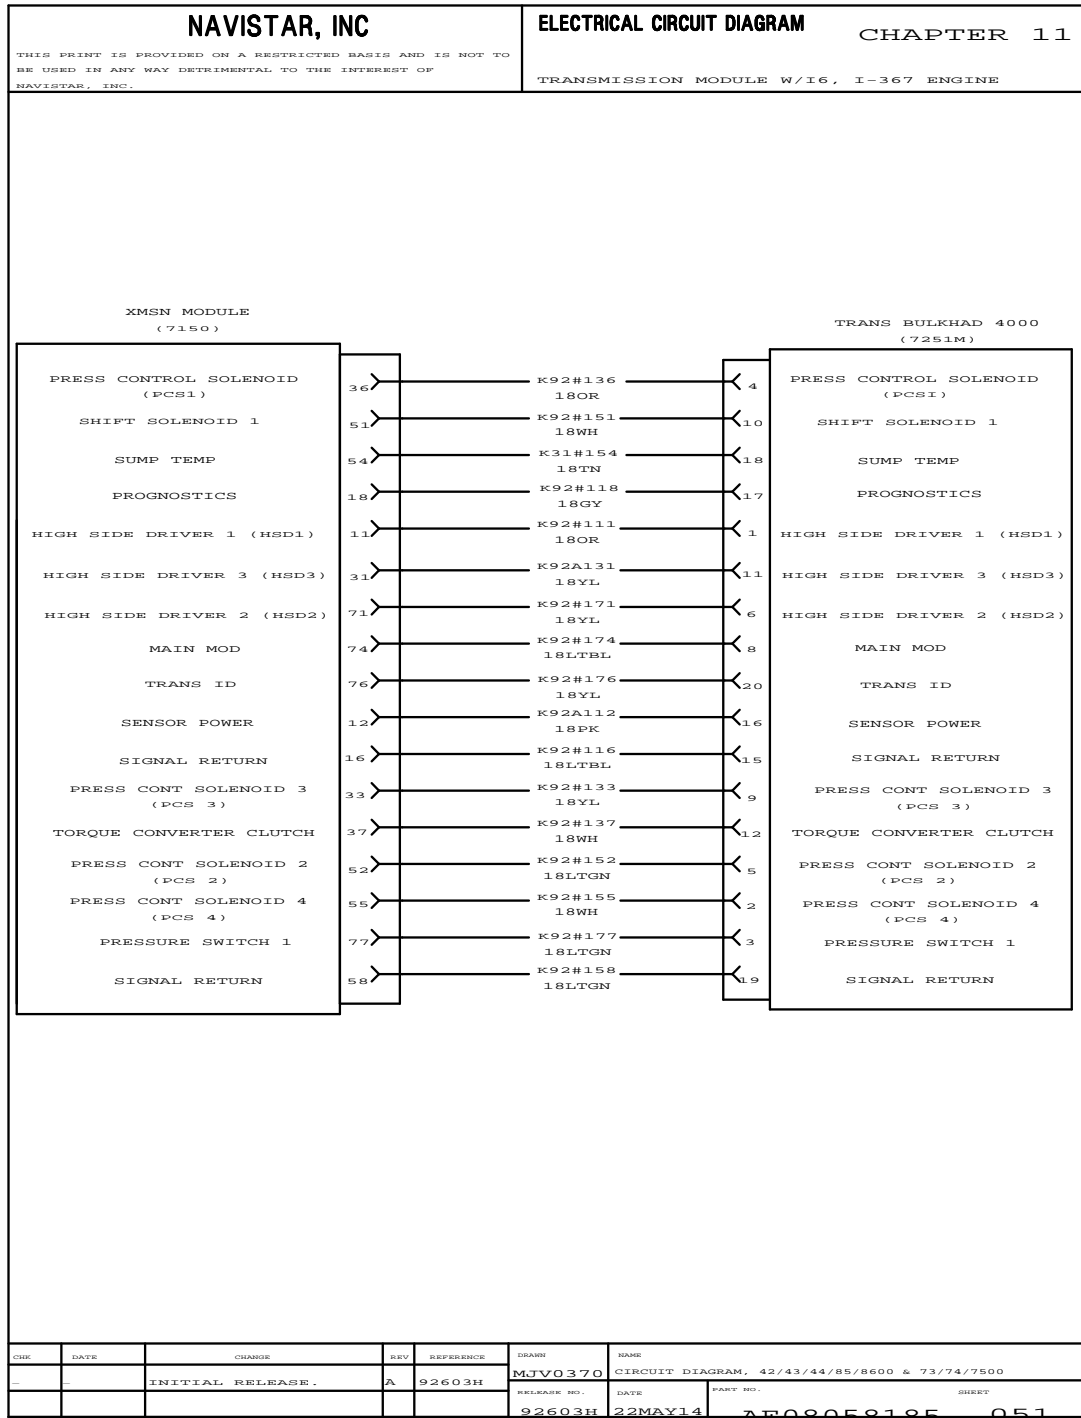 NAVISTAR, INC
THIS PRINT IS PROVIDED ON A RESTRICTED BASIS AND IS NOT TO
BE USED IN ANY WAY DETRIMENTAL TO THE INTEREST OF
NAVISTAR, INC.
ELECTRICAL CIRCUIT DIAGRAM CHAPTER 11
TRANSMISSION MODULE W/I6, I-367 ENGINE
XMSN MODULE
(7150)
TRANS BULKHAD 4000
(7251M)
PRESS CONTROL SOLENOID
(PCS1)
36 K92#136 4
18OR
PRESS CONTROL SOLENOID
(PCSI)
SHIFT SOLENOID 1 51 K92#151 10 SHIFT SOLENOID 1
18WH
SUMP TEMP 54 K31#154 18 SUMP TEMP
18TN
PROGNOSTICS 18 K92#118 17 PROGNOSTICS
18GY
HIGH SIDE DRIVER 1 (HSD1) 11 K92#111 1 HIGH SIDE DRIVER 1 (HSD1)
18OR
HIGH SIDE DRIVER 3 (HSD3) 31 K92A131 11 HIGH SIDE DRIVER 3 (HSD3)
18YL
HIGH SIDE DRIVER 2 (HSD2) 71 K92#171 6 HIGH SIDE DRIVER 2 (HSD2)
18YL
MAIN MOD 74 K92#174 8 MAIN MOD
18LTBL
TRANS ID 76 K92#176 20 TRANS ID
18YL
SENSOR POWER 12 K92A112 16 SENSOR POWER
18PK
SIGNAL RETURN 16 K92#116 15 SIGNAL RETURN
18LTBL
PRESS CONT SOLENOID 3
(PCS 3)
33 K92#133 9
18YL
PRESS CONT SOLENOID 3
(PCS 3)
TORQUE CONVERTER CLUTCH 37 K92#137 12 TORQUE CONVERTER CLUTCH
18WH
PRESS CONT SOLENOID 2
(PCS 2)
52 K92#152 5
18LTGN
PRESS CONT SOLENOID 2
(PCS 2)
PRESS CONT SOLENOID 4
(PCS 4)
55 K92#155 2
18WH
PRESS CONT SOLENOID 4
(PCS 4)
PRESSURE SWITCH 1 77 K92#177 3 PRESSURE SWITCH 1
18LTGN
SIGNAL RETURN 58 K92#158 19 SIGNAL RETURN
18LTGN
CHK DATE CHANGE REV REFERENCE
- - INITIAL RELEASE. A 92603H
DRAWN
MJV0370
NAME
CIRCUIT DIAGRAM, 42/43/44/85/8600 & 73/74/7500
RELEASE NO.
92603H
DATE
22MAY14
PART NO. SHEET
AE08058185 051